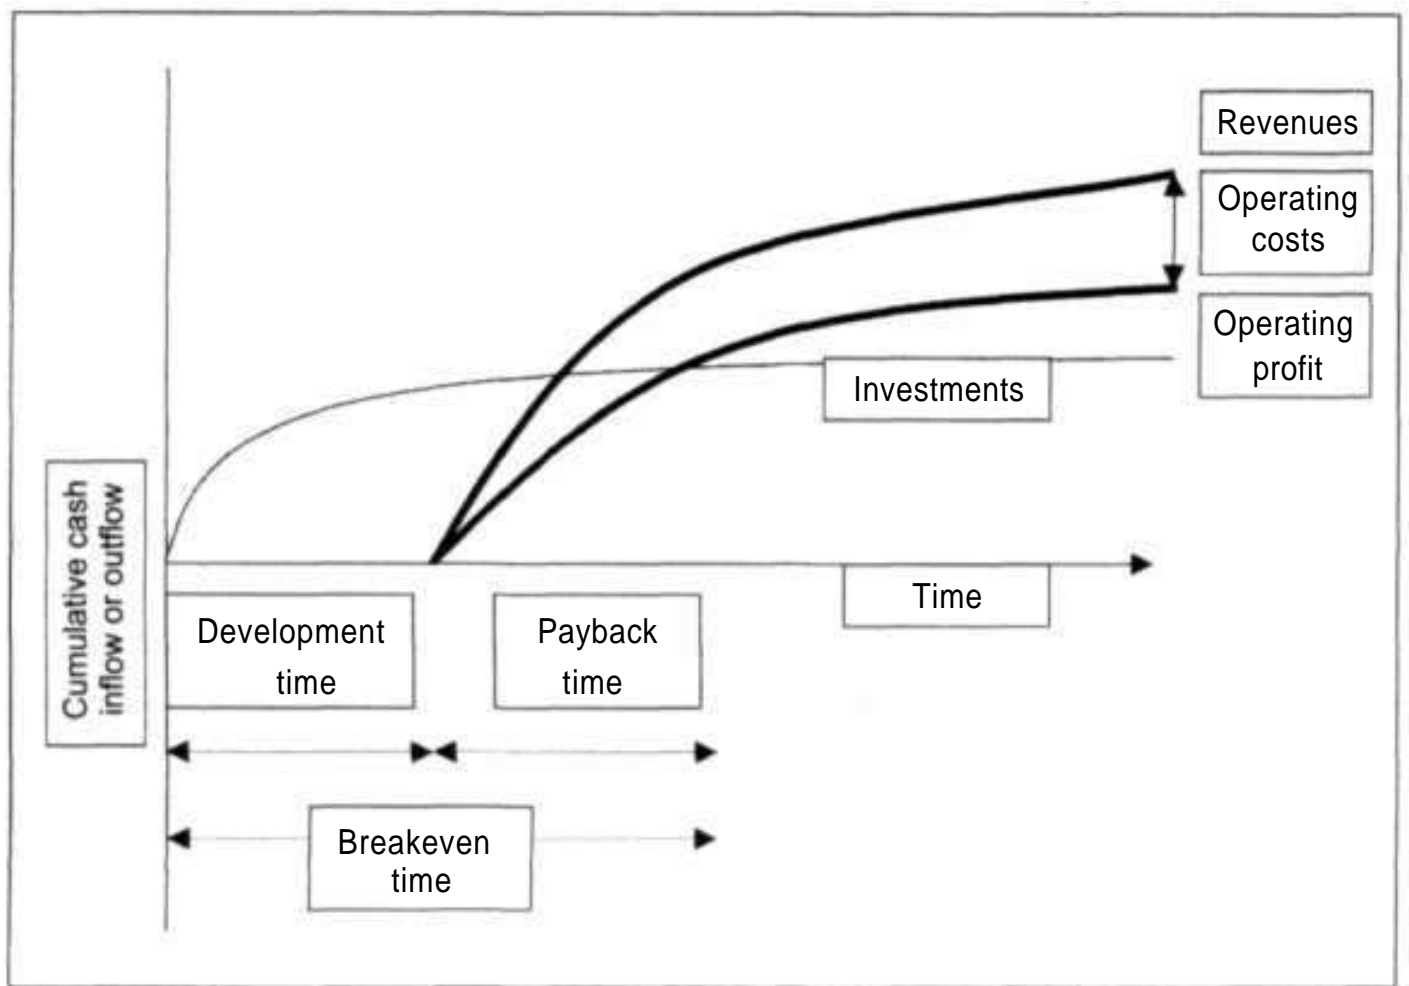 Revenues
Operating
costs
Operating
profit
Investments
Cumulative cash
inflow or outflow
Time
Development
time
Payback
time
Breakeven
time